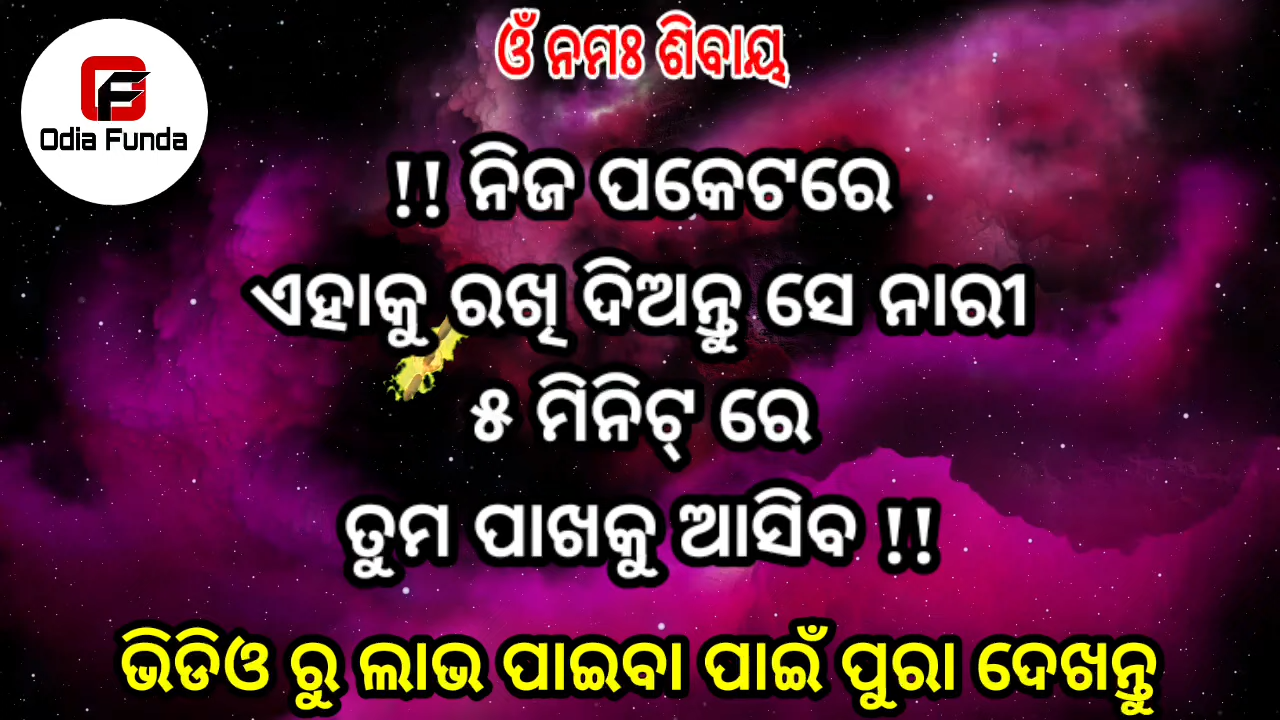 ଓଁ ନମଃ ଶିବାୟ
Odia Funda
!! ନିଜ ପକେଟରେ
ଏହାକୁ ରଖି ଦିଅନ୍ତୁ ସେ ନାରୀ
୫ ମିନିଟ୍ ରେ
ତୁମ ପାଖକୁ ଆସିବ !!
ଭିଡିଓ ରୁ ଲାଭ ପାଇବା ପାଇଁ ପୁରା ଦେଖନ୍ତୁ